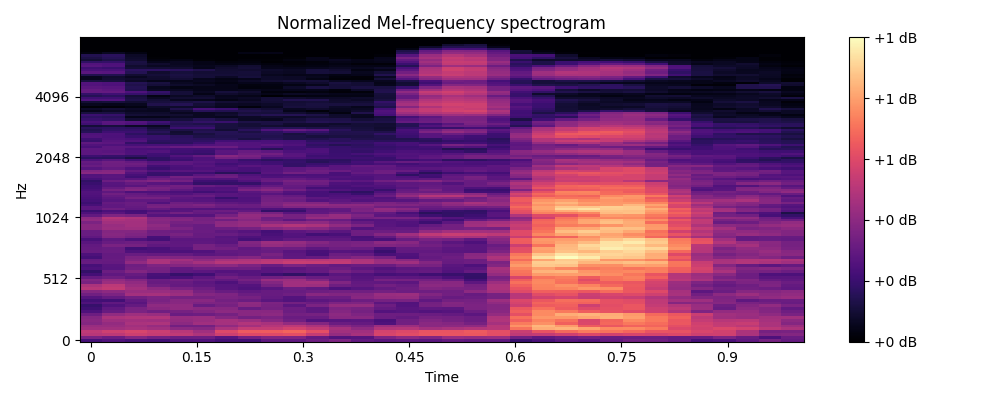 Normalized Mel-frequency spectrogram
4096
2048
1024
512
0
Hz
0 0.15 0.3 0.45 0.6 0.75 0.9
Time
+1 dB
+1 dB
+1 dB
+0 dB
+0 dB
+0 dB